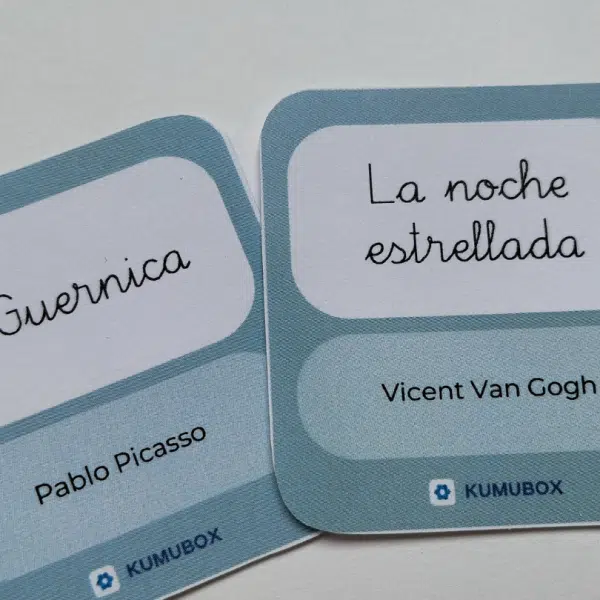 Guernica
Pablo Picasso
KUMUBOX
La noche
estrellada
Vicent Van Gogh
KUMUBOX